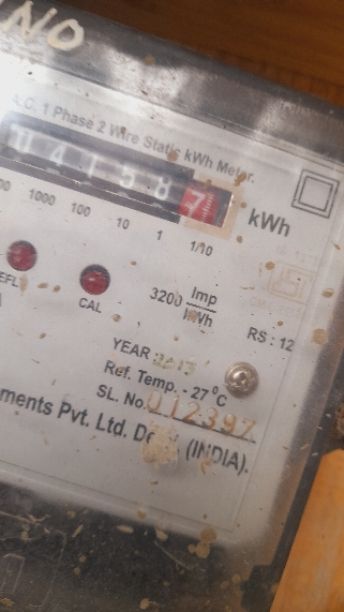 NO
A.C. 1 Phase 2 Wire Static kWh Meter.
4 1 5 8 7 kWh
1000 100 10 1 1/10
EFL CAL 3200 Imp/kWh
RS : 12
YEAR
Ref. Temp. - 27°C
SL. No. 012397
ments Pvt. Ltd. (INDIA).